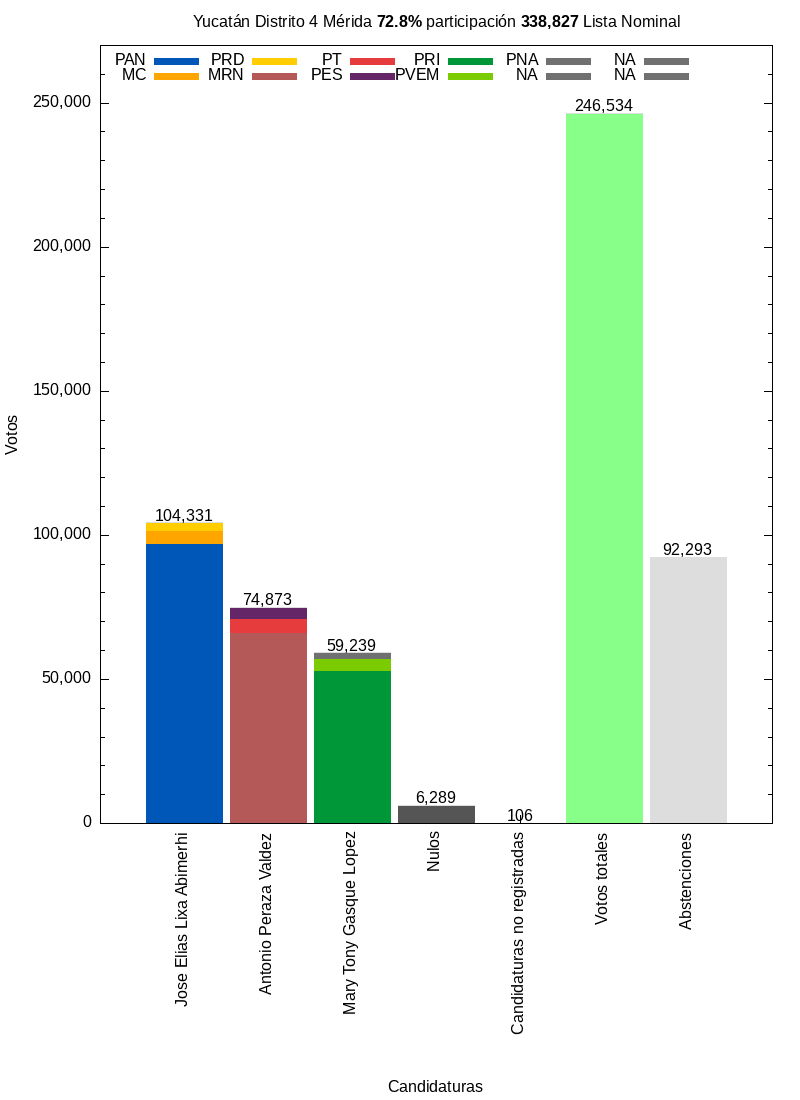 Yucatán Distrito 4 Mérida 72.8% participación 338,827 Lista Nominal
PAN PRD PT PRI PNA NA
MC MRN PES PVEM NA NA
250,000
200,000
150,000
100,000
50,000
0
Votos
104,331
74,873
59,239
6,289
106
246,534
92,293
Jose Elias Lixa Abimerhi
Antonio Peraza Valdez
Mary Tony Gasque Lopez
Nulos
Candidaturas no registradas
Votos totales
Abstenciones
Candidaturas